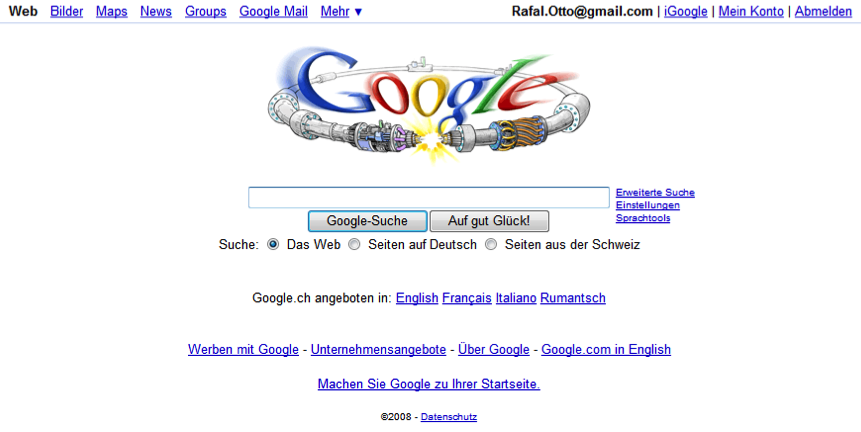 Web Bilder Maps News Groups Google Mail Mehr ▼ Rafal.Otto@gmail.com | iGoogle | Mein Konto | Abmelden
Google
Erweiterte Suche
Einstellungen
Sprachtools
Google-Suche Auf gut Glück!
Suche: Das Web Seiten auf Deutsch Seiten aus der Schweiz
Google.ch angeboten in: English Français Italiano Rumantsch
Werben mit Google - Unternehmensangebote - Über Google - Google.com in English
Machen Sie Google zu Ihrer Startseite.
©2008 - Datenschutz